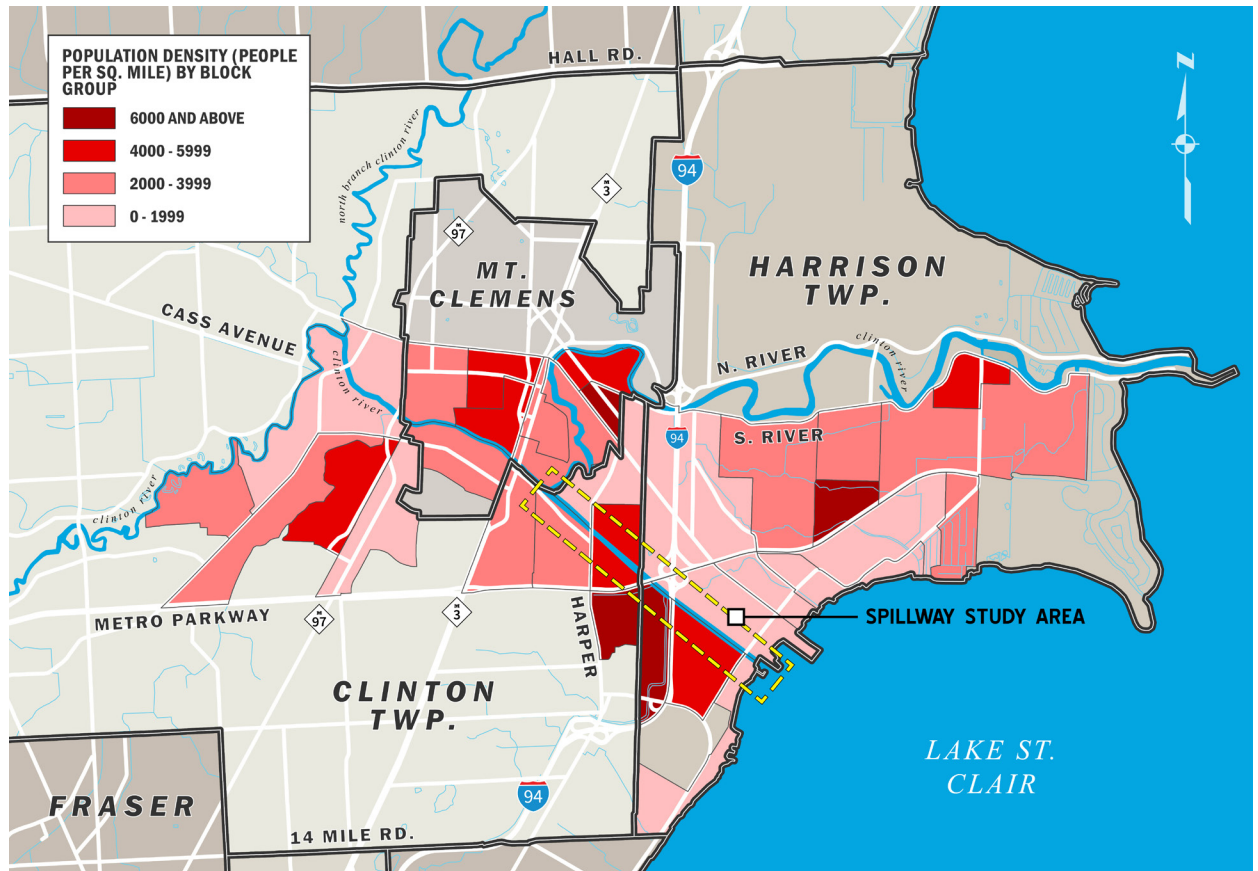 POPULATION DENSITY (PEOPLE
PER SQ. MILE) BY BLOCK
GROUP
6000 AND ABOVE
4000 - 5999
2000 - 3999
0 - 1999
HALL RD.
N
94
M
3
north branch clinton river
M
97
MT.
CLEMENS
HARRISON
TWP.
CASS AVENUE
clinton river
N. RIVER
clinton river
S. RIVER
94
clinton river
METRO PARKWAY
M
97
M
3
HARPER
SPILLWAY STUDY AREA
CLINTON
TWP.
LAKE ST.
CLAIR
94
FRASER
14 MILE RD.